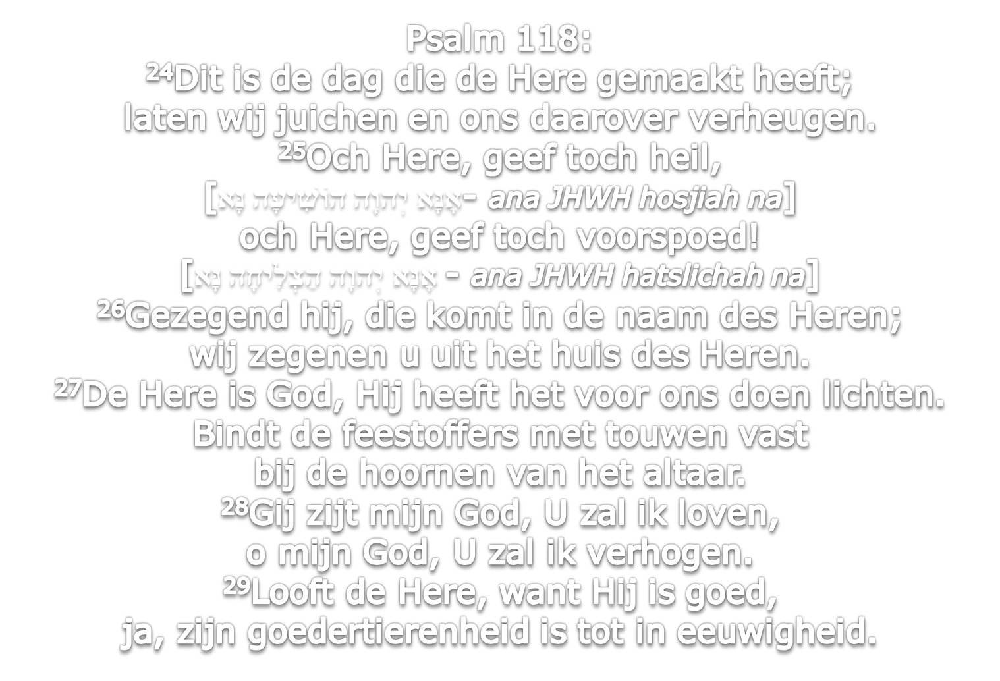 Psalm 118:
²⁴Dit is de dag die de Here gemaakt heeft;
laten wij juichen en ons daarover verheugen.
²⁵Och Here, geef toch heil,
[אָנָּא יְהוָה הוֹשִׁיעָה נָּא- ana JHWH hosjiah na]
och Here, geef toch voorspoed!
[אָנָּא יְהוָה הַצְלִיחָה נָּא - ana JHWH hatslichah na]
²⁶Gezegend hij, die komt in de naam des Heren;
wij zegenen u uit het huis des Heren.
²⁷De Here is God, Hij heeft het voor ons doen lichten.
Bindt de feestoffers met touwen vast
bij de hoornen van het altaar.
²⁸Gij zijt mijn God, U zal ik loven,
o mijn God, U zal ik verhogen.
²⁹Looft de Here, want Hij is goed,
ja, zijn goedertierenheid is tot in eeuwigheid.